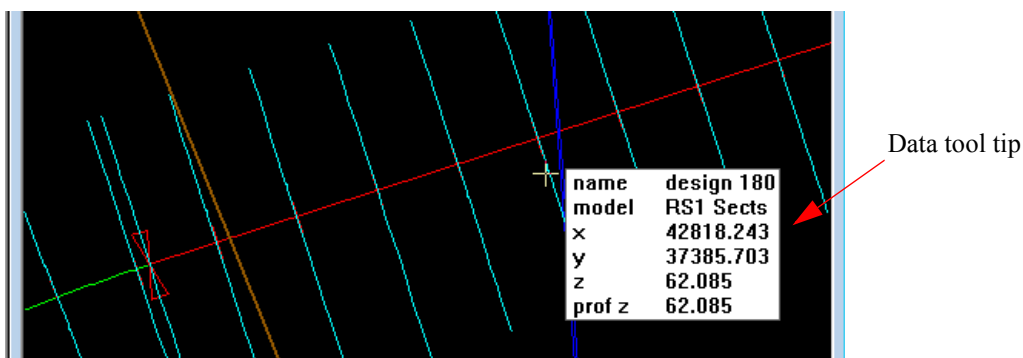 Data tool tip
name design 180
model RS1 Sects
x 42818.243
y 37385.703
z 62.085
prof z 62.085